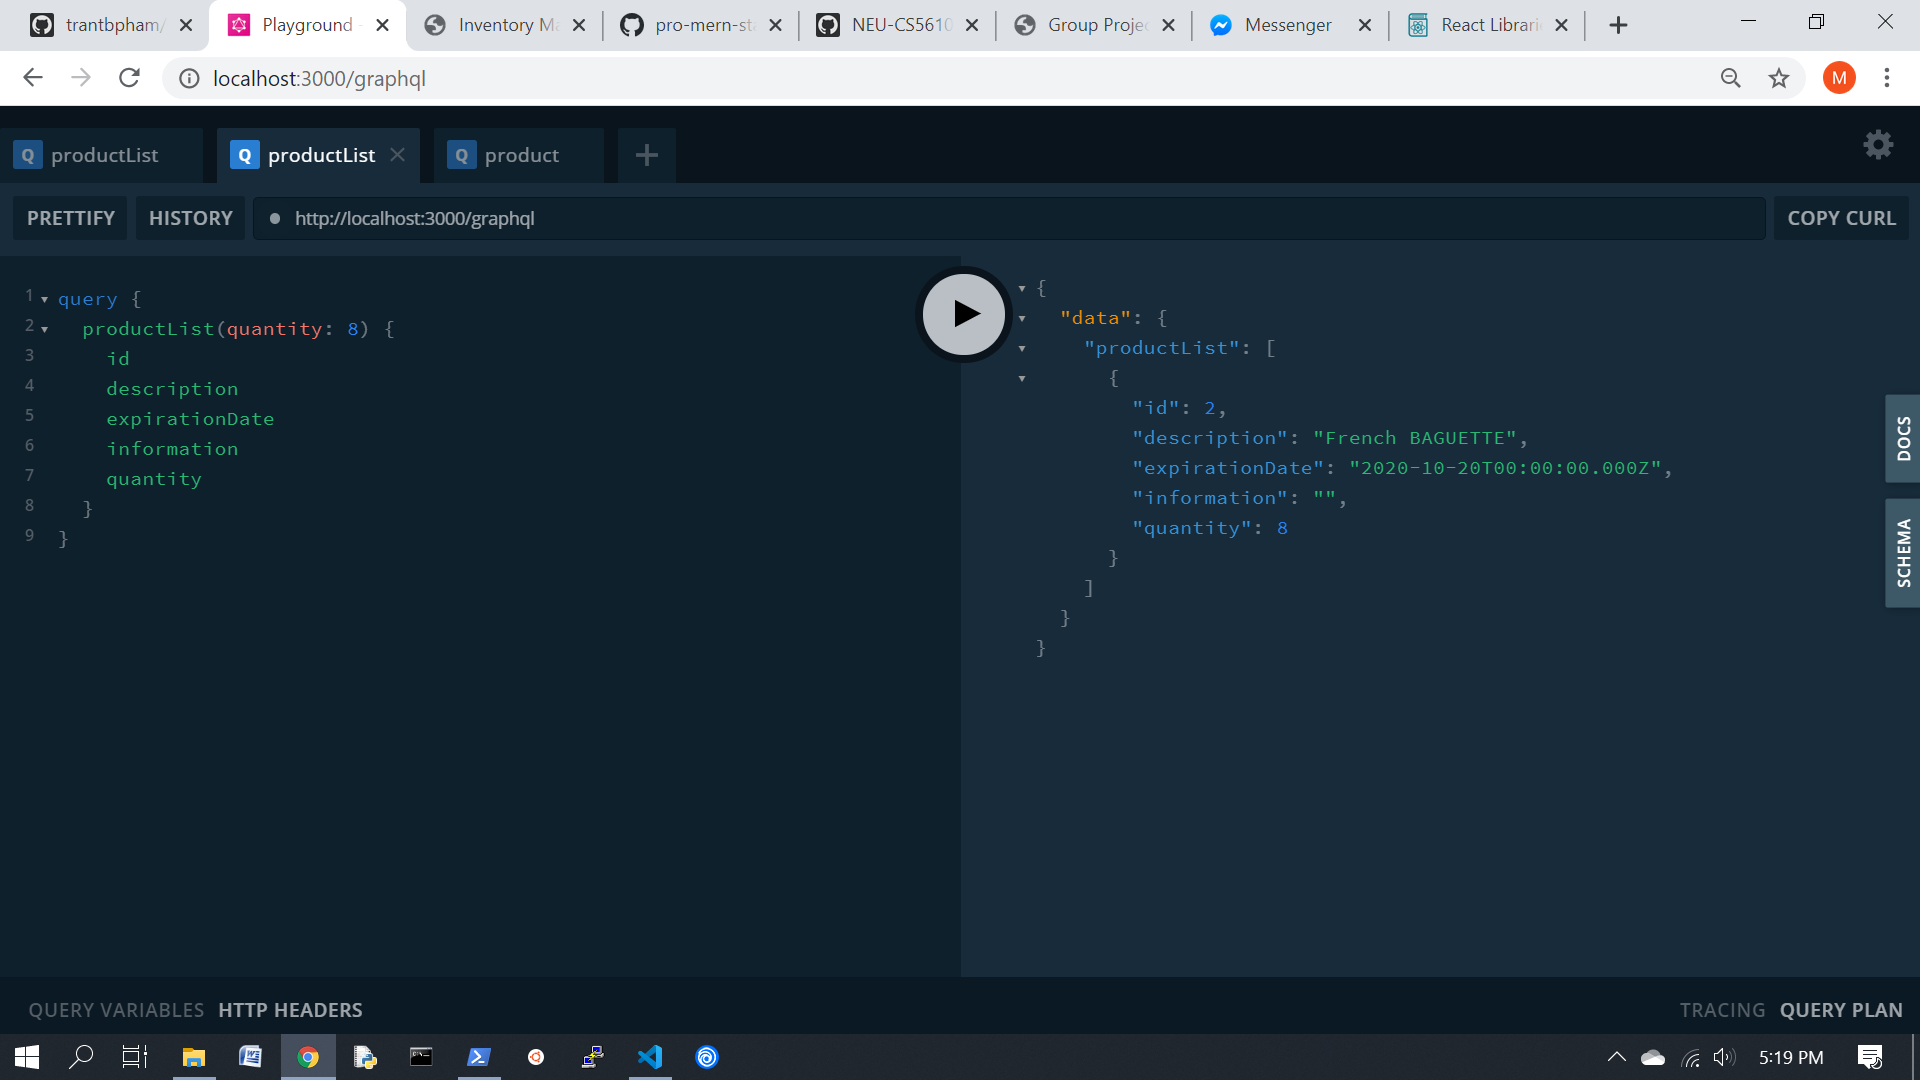 trantbpham/
Playground -
Inventory Ma
pro-mern-sta
NEU-CS5610
Group Projec
Messenger
React Librari
localhost:3000/graphql
M
Q productList
Q productList
Q product
PRETTIFY
HISTORY
http://localhost:3000/graphql
COPY CURL
1 query {
2 productList(quantity: 8) {
3 id
4 description
5 expirationDate
6 information
7 quantity
8 }
9 }
{
"data": {
"productList": [
{
"id": 2,
"description": "French BAGUETTE",
"expirationDate": "2020-10-20T00:00:00.000Z",
"information": "",
"quantity": 8
}
]
}
}
DOCS
SCHEMA
QUERY VARIABLES HTTP HEADERS
TRACING QUERY PLAN
5:19 PM